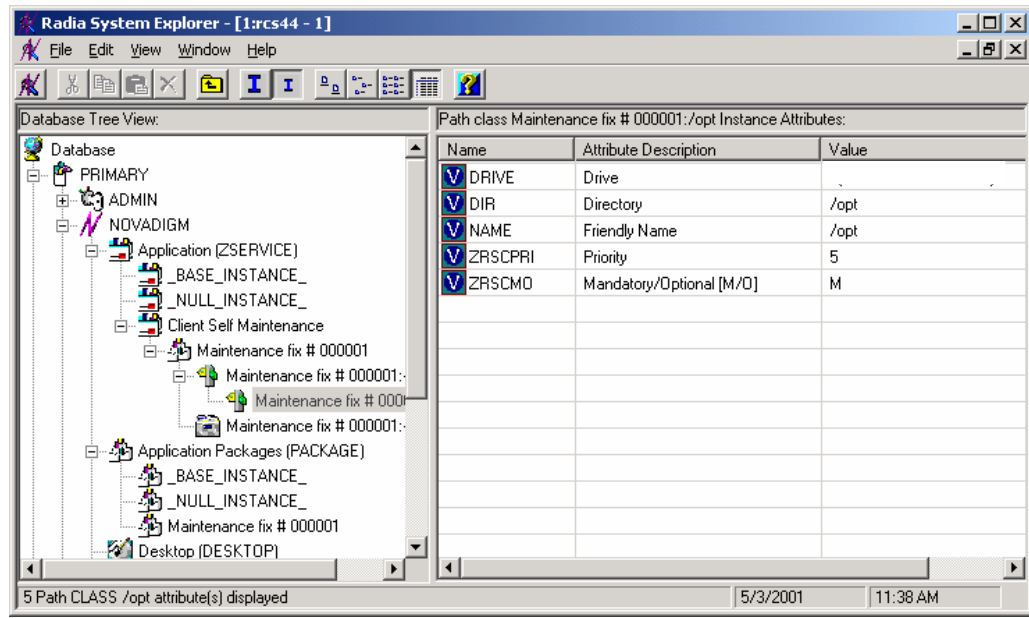 Radia System Explorer - [1:rcs44 - 1]
File Edit View Window Help
Database Tree View:
Path class Maintenance fix # 000001:/opt Instance Attributes:
Database
PRIMARY
ADMIN
NOVADIGM
Application (ZSERVICE)
_BASE_INSTANCE_
_NULL_INSTANCE_
Client Self Maintenance
Maintenance fix # 000001
Maintenance fix # 000001:
Maintenance fix # 000
Maintenance fix # 000001:
Application Packages (PACKAGE)
_BASE_INSTANCE_
_NULL_INSTANCE_
Maintenance fix # 000001
Desktop (DESKTOP)
Name Attribute Description Value
V DRIVE Drive
V DIR Directory /opt
V NAME Friendly Name /opt
V ZRSCPRI Priority 5
V ZRSCMO Mandatory/Optional [M/O] M
5 Path CLASS /opt attribute(s) displayed
5/3/2001
11:38 AM